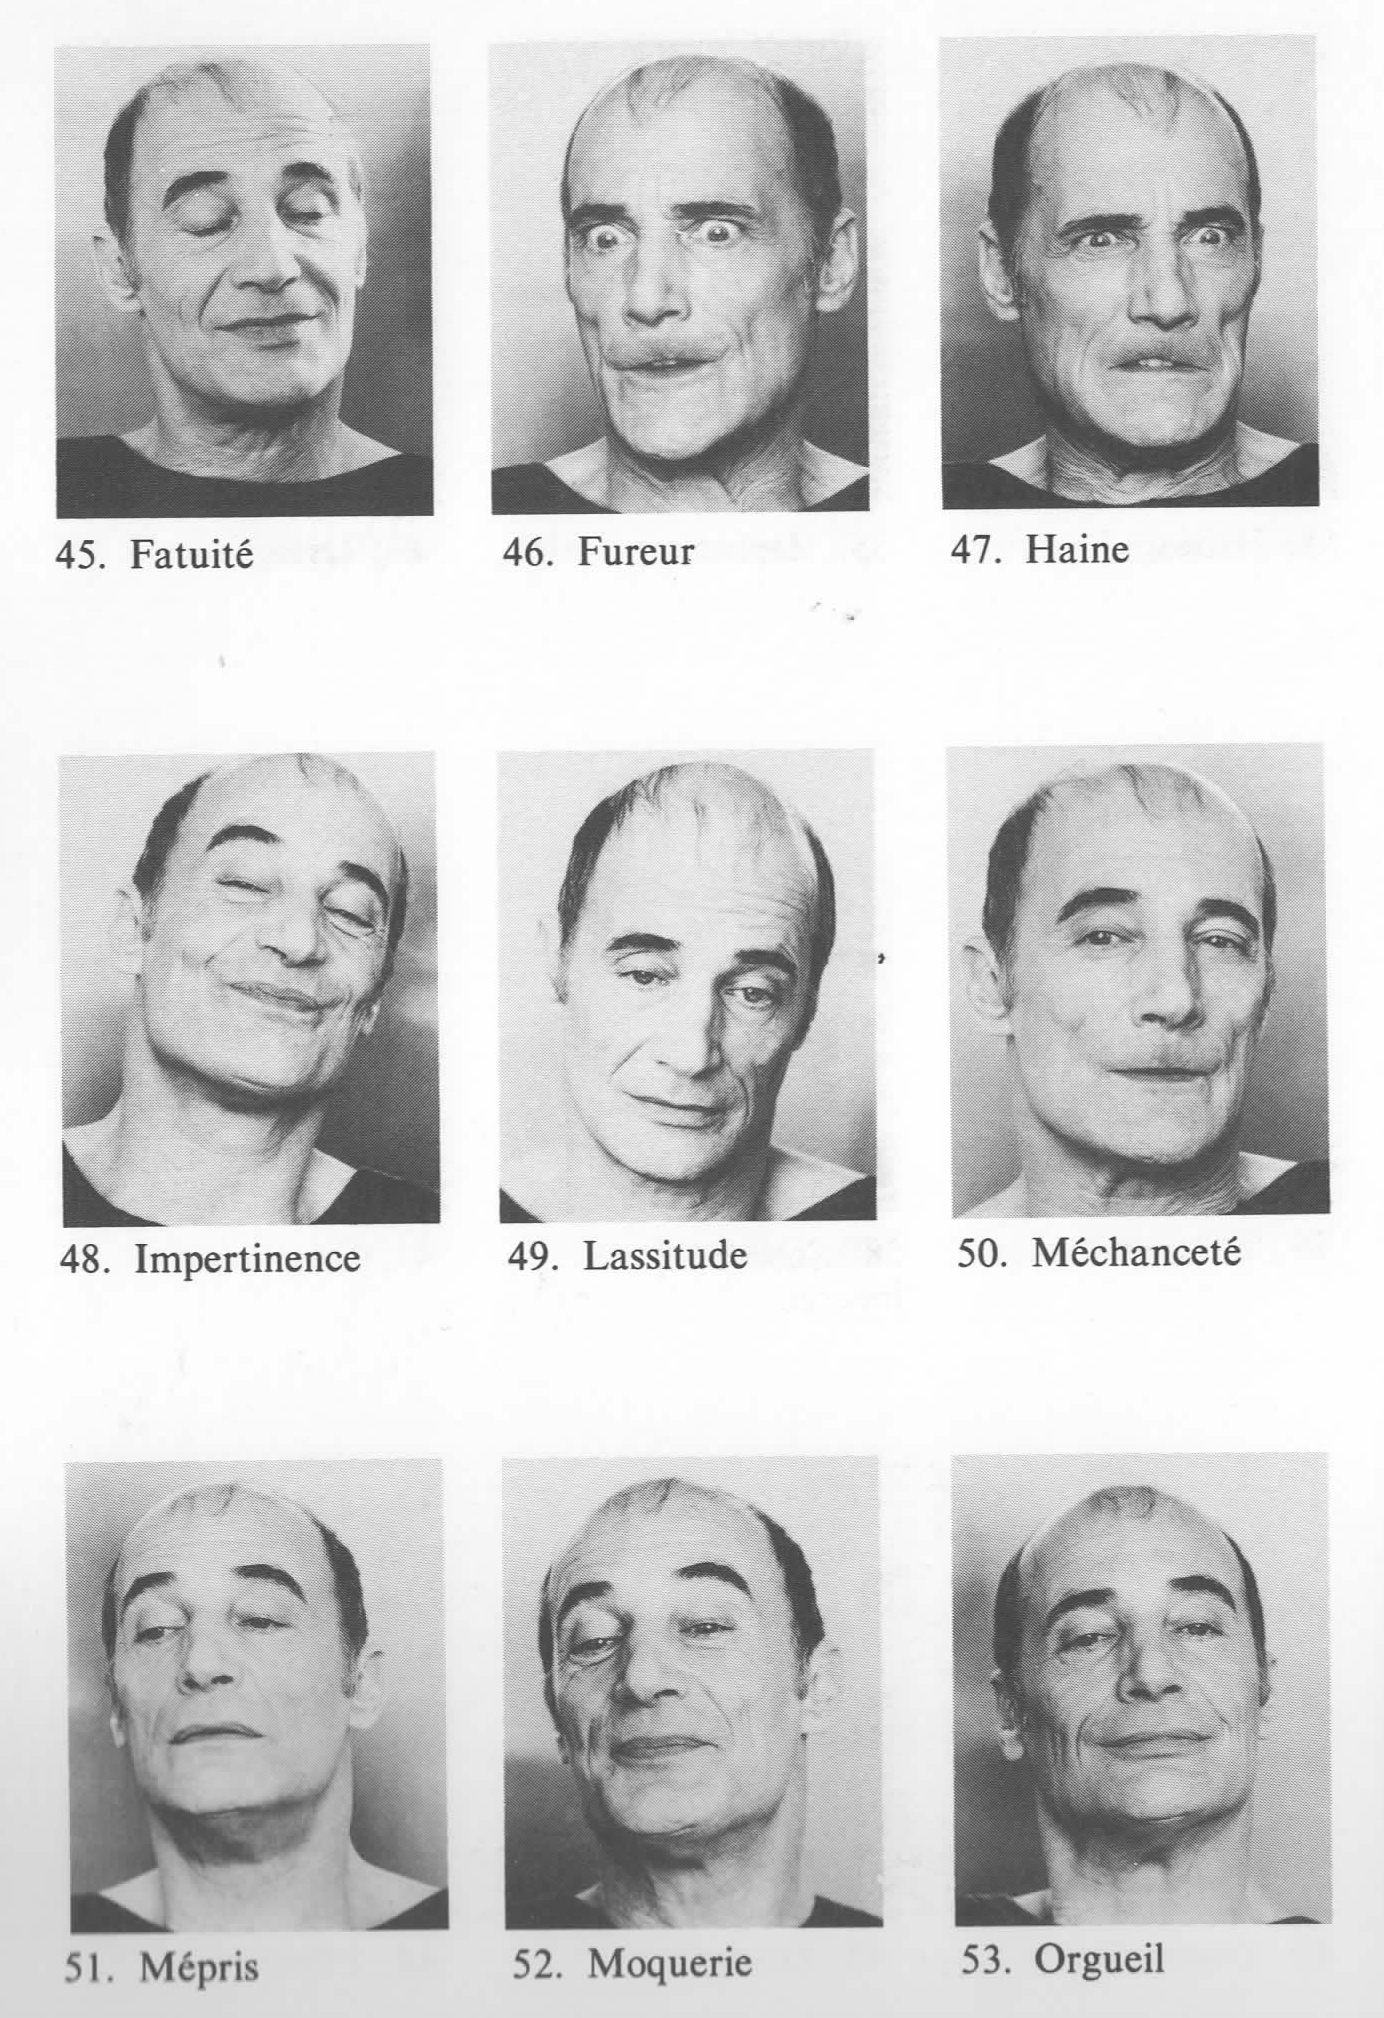 45. Fatuité
46. Fureur
47. Haine
48. Impertinence
49. Lassitude
50. Méchanceté
51. Mépris
52. Moquerie
53. Orgueil